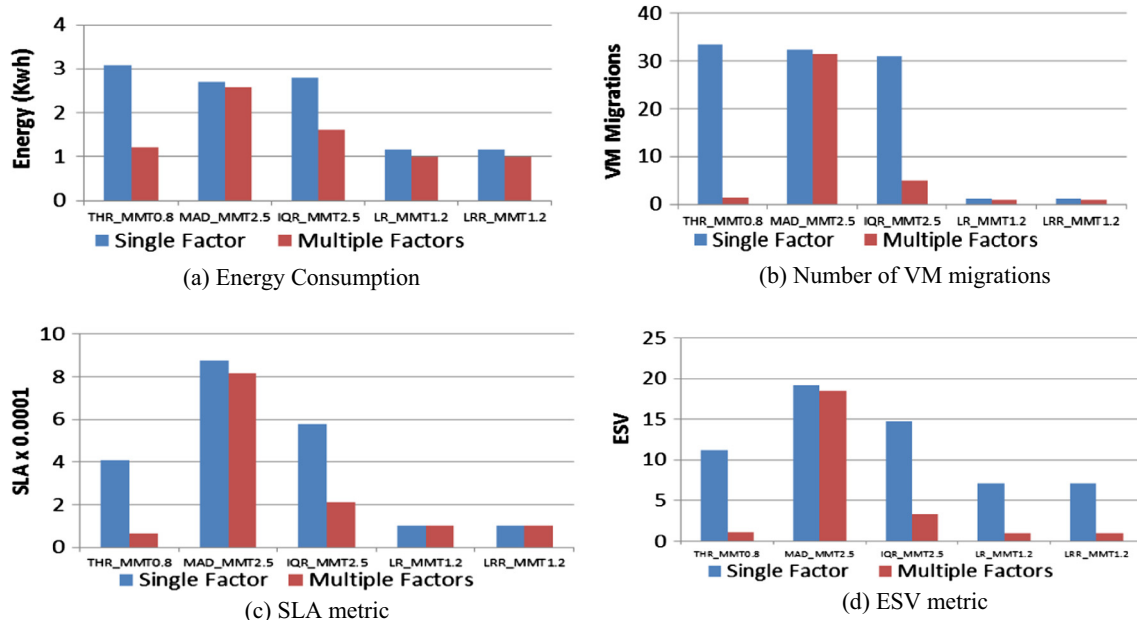 Energy (Kwh)
4
3
2
1
0
THR_MMT0.8 MAD_MMT2.5 IQR_MMT2.5 LR_MMT1.2 LRR_MMT1.2
Single Factor Multiple Factors
(a) Energy Consumption
VM Migrations
40
30
20
10
0
THR_MMT0.8 MAD_MMT2.5 IQR_MMT2.5 LR_MMT1.2 LRR_MMT1.2
Single Factor Multiple Factors
(b) Number of VM migrations
SLA x 0.0001
10
8
6
4
2
0
THR_MMT0.8 MAD_MMT2.5 IQR_MMT2.5 LR_MMT1.2 LRR_MMT1.2
Single Factor Multiple Factors
(c) SLA metric
ESV
25
20
15
10
5
0
THR_MMT0.8 MAD_MMT2.5 IQR_MMT2.5 LR_MMT1.2 LRR_MMT1.2
Single Factor Multiple Factors
(d) ESV metric